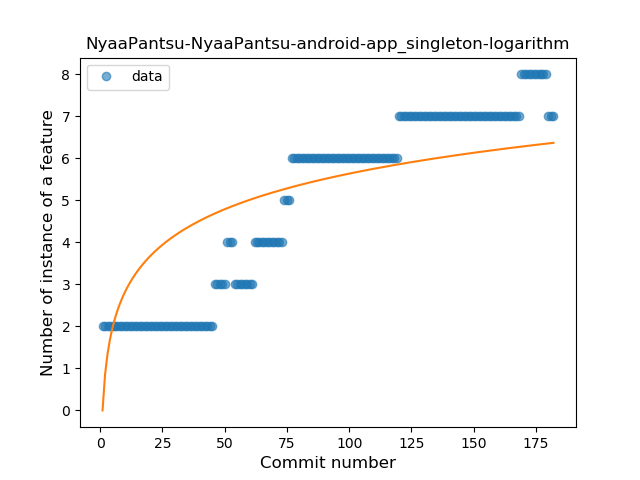 NyaaPantsu-NyaaPantsu-android-app_singleton-logarithm
data
Number of instance of a feature
8
7
6
5
4
3
2
1
0
0 25 50 75 100 125 150 175
Commit number